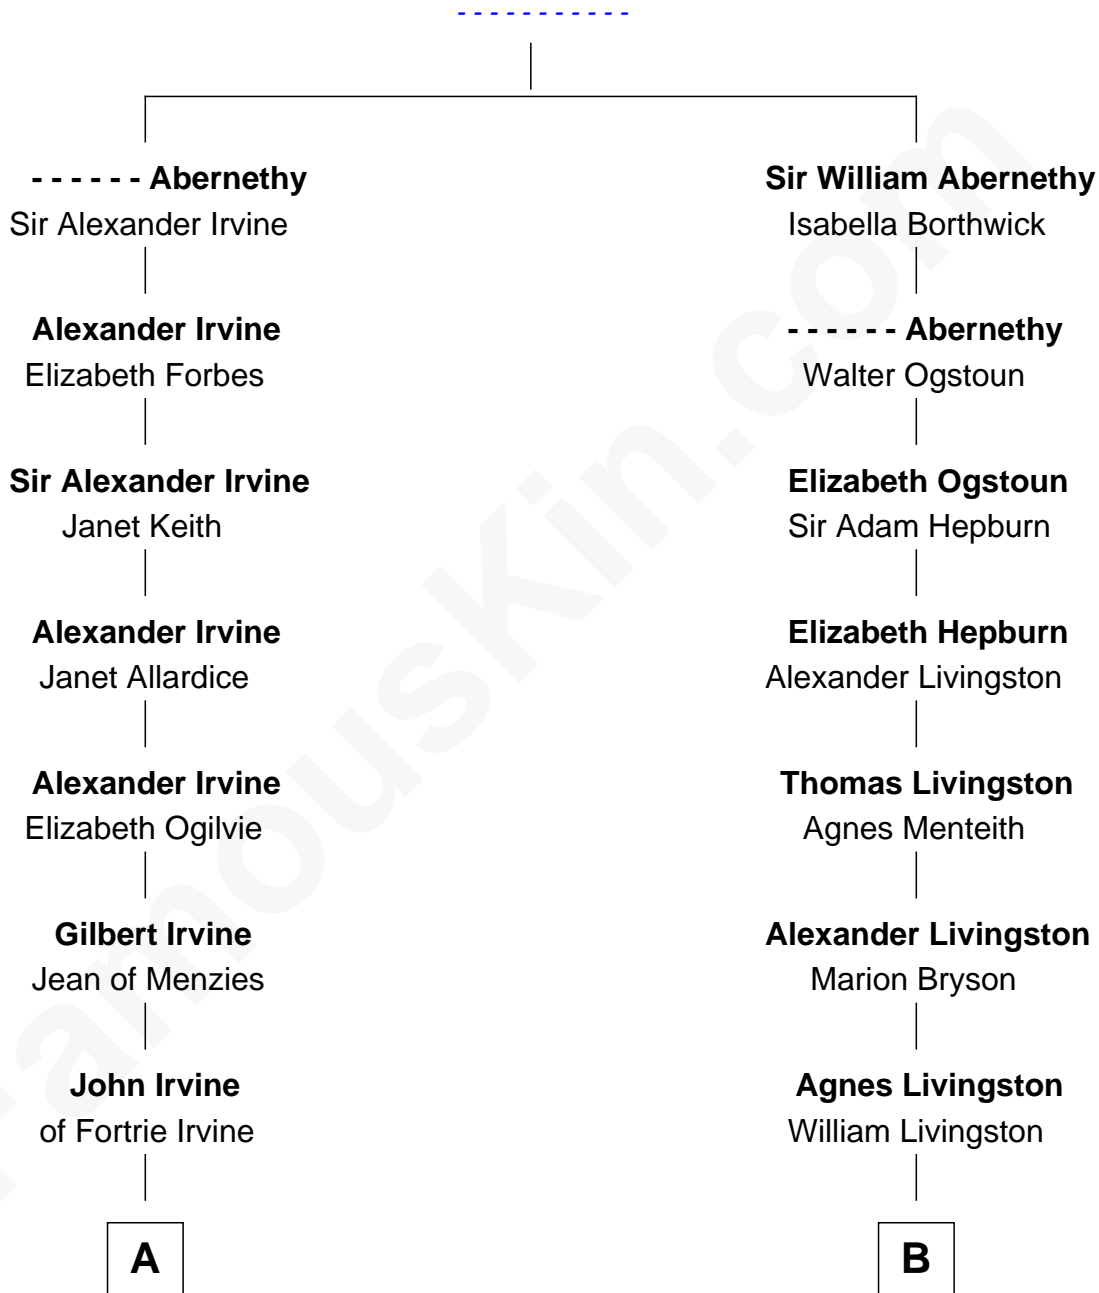 - - - - - - - - - - -
- - - - - - Abernethy
Sir Alexander Irvine
Alexander Irvine
Elizabeth Forbes
Sir Alexander Irvine
Janet Keith
Alexander Irvine
Janet Allardice
Alexander Irvine
Elizabeth Ogilvie
Gilbert Irvine
Jean of Menzies
John Irvine
of Fortrie Irvine
A
Sir William Abernethy
Isabella Borthwick
- - - - - - Abernethy
Walter Ogstoun
Elizabeth Ogstoun
Sir Adam Hepburn
Elizabeth Hepburn
Alexander Livingston
Thomas Livingston
Agnes Menteith
Alexander Livingston
Marion Bryson
Agnes Livingston
William Livingston
B
FamousKin.com